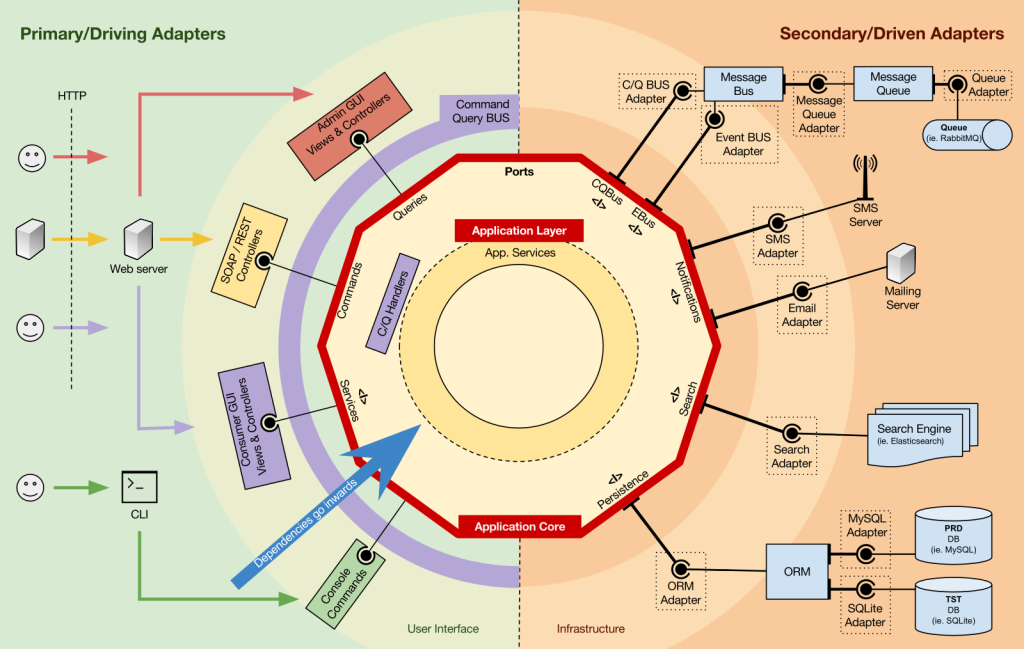 Primary/Driving Adapters
Secondary/Driven Adapters
HTTP
Web server
CLI
>_
Admin GUI
Views & Controllers
SOAP / REST
Controllers
Consumer GUI
Views & Controllers
Console
Commands
Dependencies go inwards
Command
Query BUS
Ports
Queries
Commands
Services
</>
C/Q Handlers
Application Layer
App. Services
Application Core
CQBus
</>
EBus
</>
Notifications
</>
Search
</>
Persistence
</>
C/Q BUS
Adapter
Message
Bus
Event BUS
Adapter
Message
Queue
Adapter
Message
Queue
Queue
Adapter
Queue
(ie. RabbitMQ)
SMS
Adapter
SMS
Server
Email
Adapter
Mailing
Server
Search
Adapter
Search Engine
(ie. Elasticsearch)
ORM
Adapter
ORM
MySQL
Adapter
PRD
DB
(ie. MySQL)
SQLite
Adapter
TST
DB
(ie. SQLite)
User Interface
Infrastructure